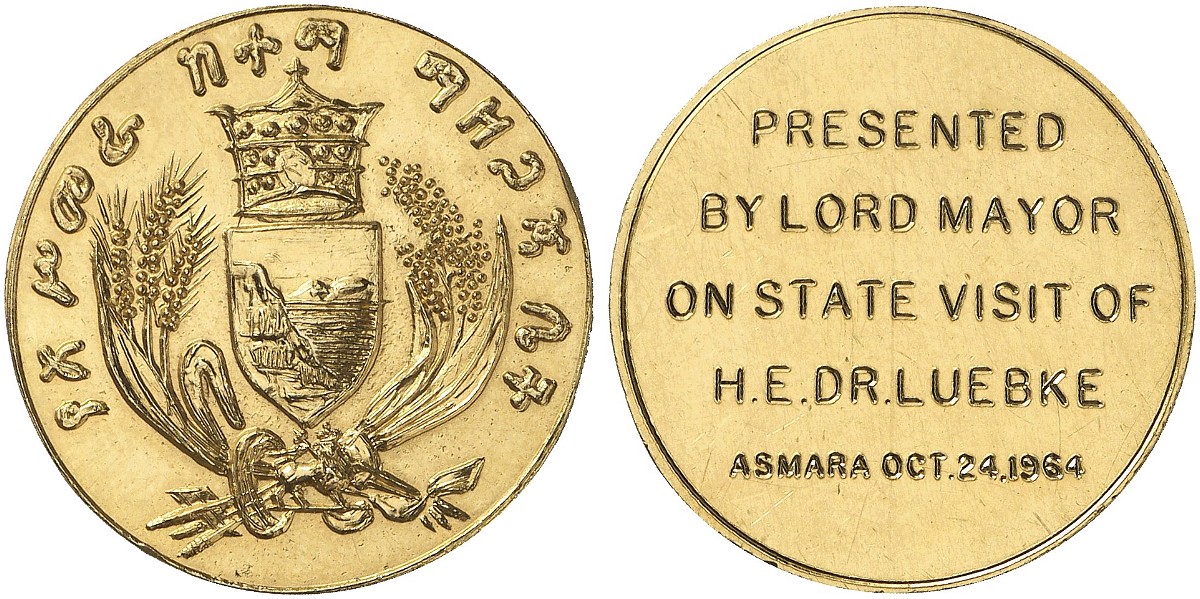 የአሥመራ ከተማ ማዘጋጃ ቤት
PRESENTED
BY LORD MAYOR
ON STATE VISIT OF
H.E.DR.LUEBKE
ASMARA OCT.24,1964